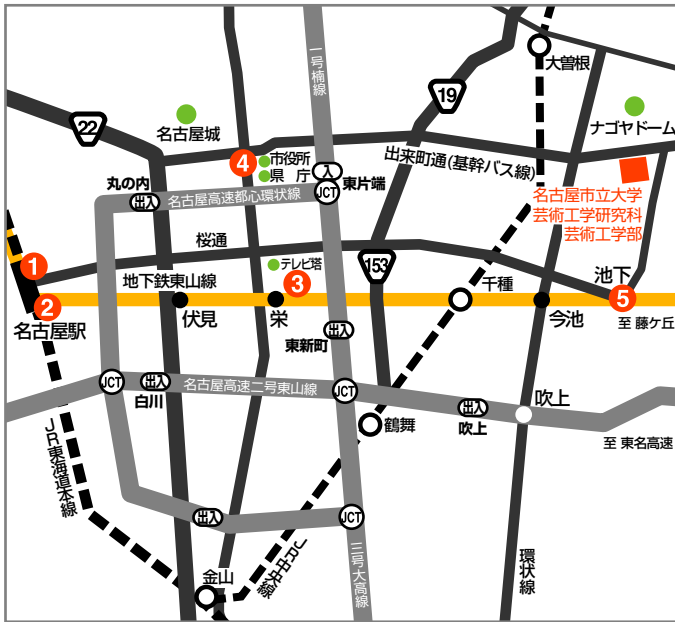 一号楠線
大曽根
19
22
名古屋城
ナゴヤドーム
4
市役所
県庁
出来町通(基幹バス線)
入
JCT
東片端
丸の内
出入
名古屋高速都心環状線
名古屋市立大学
芸術工学研究科
芸術工学部
桜通
1
テレビ塔
153
池下
地下鉄東山線
3
千種
2
5
名古屋駅
伏見
栄
今池
至 藤ケ丘
東新町
出入
JCT
出入
名古屋高速二号東山線
JCT
白川
出入
吹上
吹上
鶴舞
至 東名高速
JR東海道本線
出入
JCT
JR中央線
三号大高線
環状線
金山